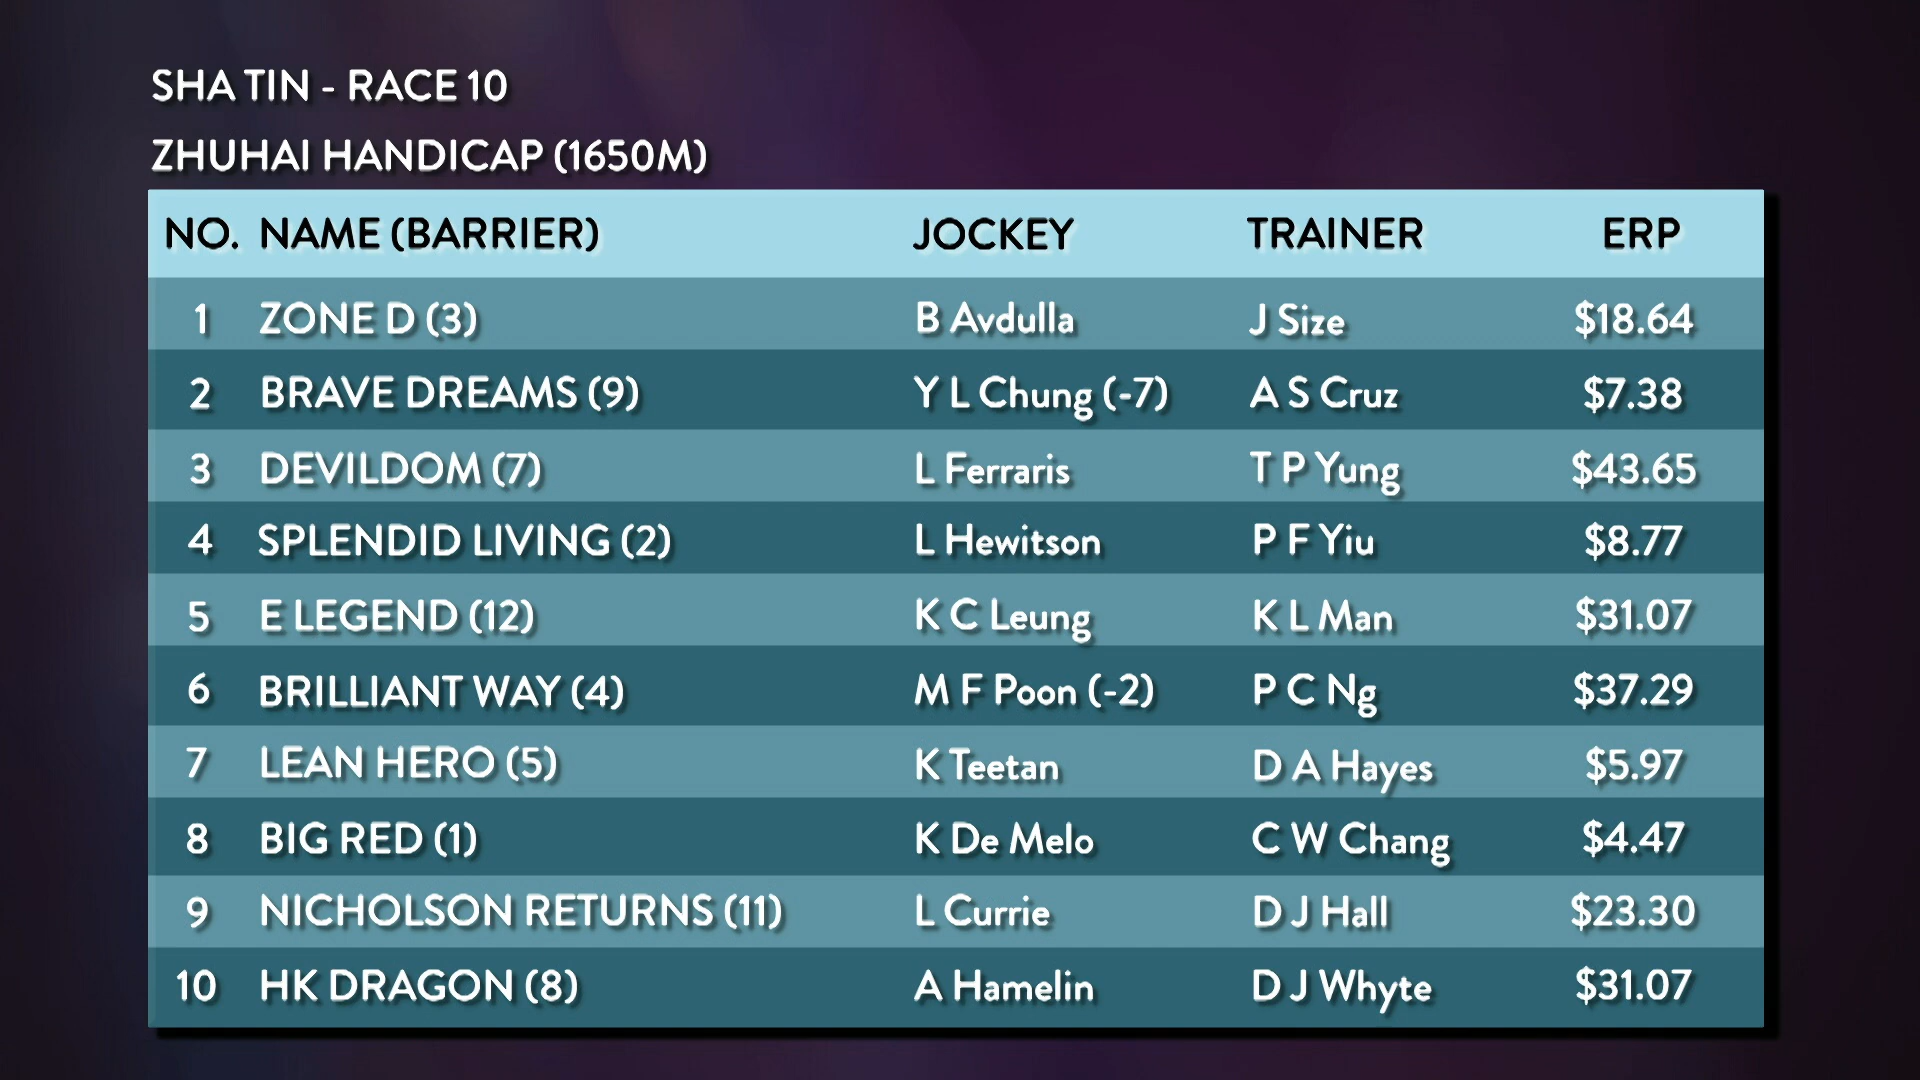 SHA TIN - RACE 10
ZHUHAI HANDICAP (1650M)
NO. NAME (BARRIER) JOCKEY TRAINER ERP
1 ZONE D (3) B Avdulla J Size $18.64
2 BRAVE DREAMS (9) Y L Chung (-7) A S Cruz $7.38
3 DEVILDOM (7) L Ferraris T P Yung $43.65
4 SPLENDID LIVING (2) L Hewitson P F Yiu $8.77
5 E LEGEND (12) K C Leung K L Man $31.07
6 BRILLIANT WAY (4) M F Poon (-2) P C Ng $37.29
7 LEAN HERO (5) K Teetan D A Hayes $5.97
8 BIG RED (1) K De Melo C W Chang $4.47
9 NICHOLSON RETURNS (11) L Currie D J Hall $23.30
10 HK DRAGON (8) A Hamelin D J Whyte $31.07